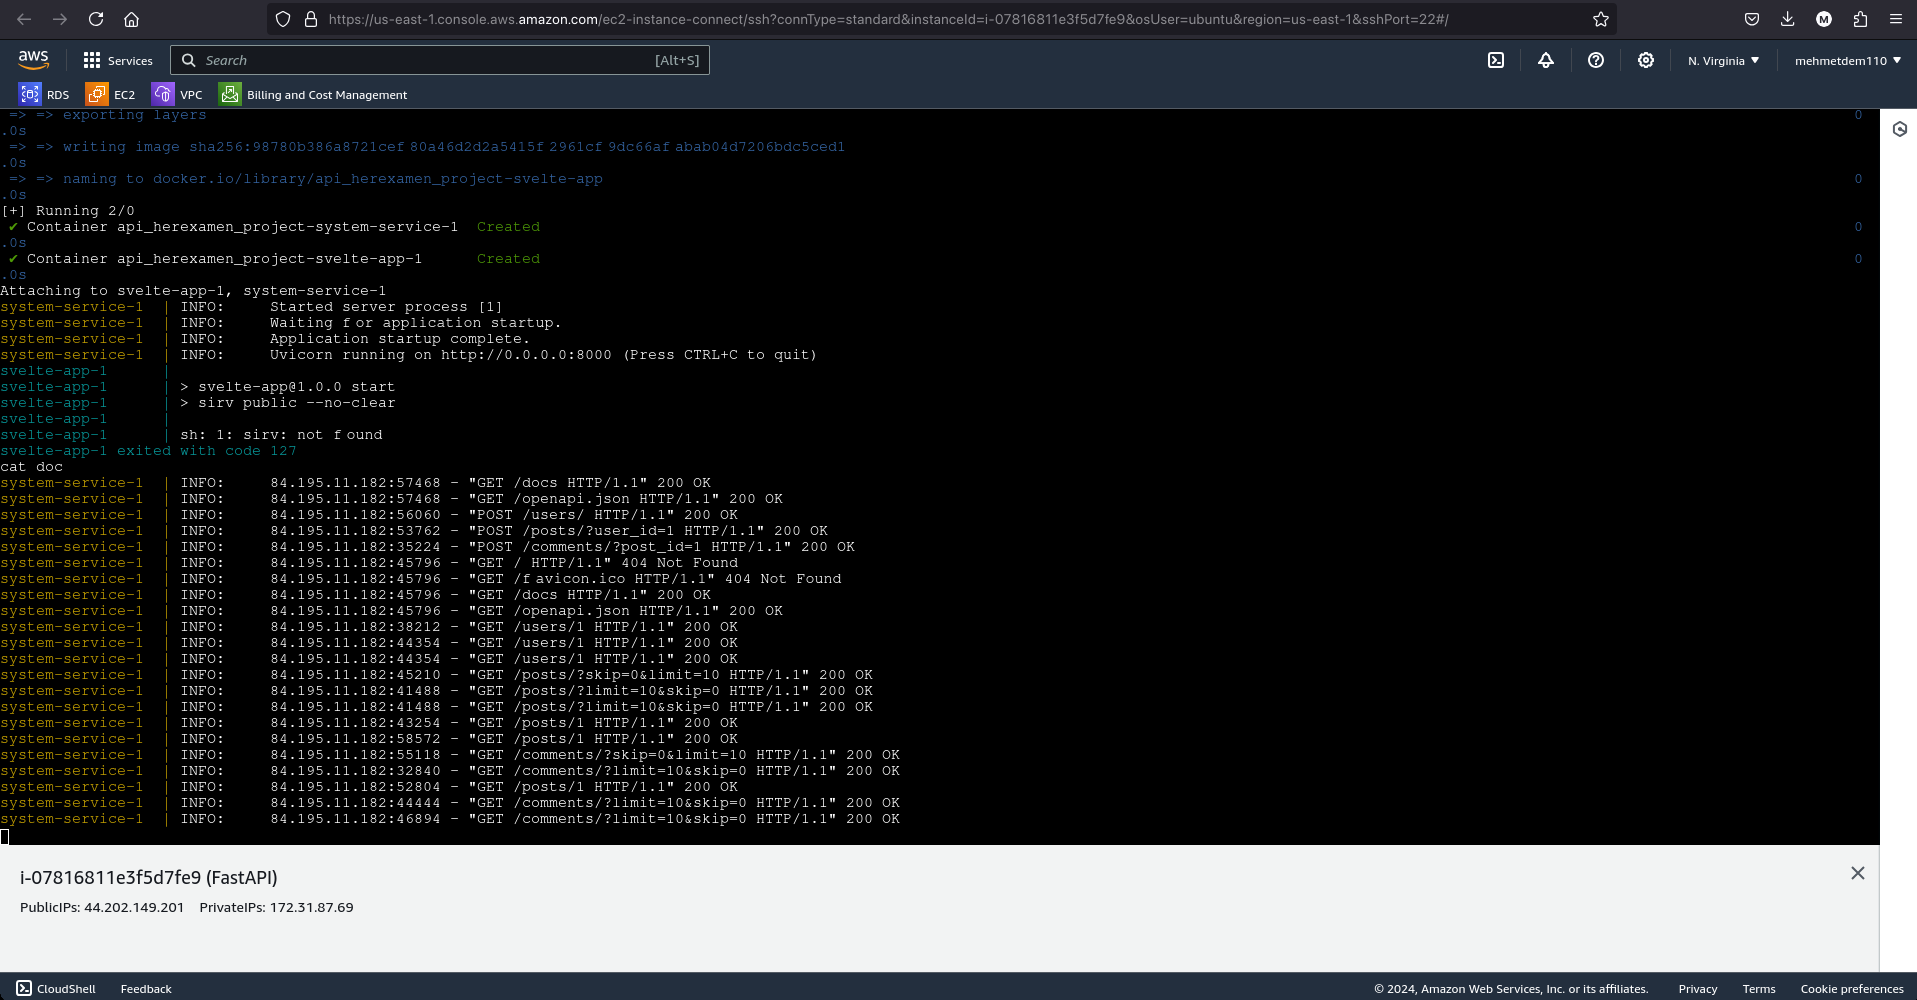 https://us-east-1.console.aws.amazon.com/ec2-instance-connect/ssh?connType=standard&instanceId=i-07816811e3f5d7fe9&osUser=ubuntu&region=us-east-1&sshPort=22#/
M
aws Services Search [Alt+S] N. Virginia ▼ mehmetdem110 ▼
RDS EC2 VPC Billing and Cost Management
=> => exporting layers 0
.0s
=> => writing image sha256:98780b386a8721cef80a46d2d2a5415f2961cf9dc66afabab04d7206bdc5ced1
.0s
=> => naming to docker.io/library/api_herexamen_project-svelte-app 0
.0s
[+] Running 2/0
✔ Container api_herexamen_project-system-service-1 Created 0
.0s
✔ Container api_herexamen_project-svelte-app-1 Created 0
.0s
Attaching to svelte-app-1, system-service-1
system-service-1 | INFO: Started server process [1]
system-service-1 | INFO: Waiting for application startup.
system-service-1 | INFO: Application startup complete.
system-service-1 | INFO: Uvicorn running on http://0.0.0.0:8000 (Press CTRL+C to quit)
svelte-app-1 |
svelte-app-1 | > svelte-app@1.0.0 start
svelte-app-1 | > sirv public --no-clear
svelte-app-1 |
svelte-app-1 | sh: 1: sirv: not found
svelte-app-1 exited with code 127
cat doc
system-service-1 | INFO: 84.195.11.182:57468 - "GET /docs HTTP/1.1" 200 OK
system-service-1 | INFO: 84.195.11.182:57468 - "GET /openapi.json HTTP/1.1" 200 OK
system-service-1 | INFO: 84.195.11.182:56060 - "POST /users/ HTTP/1.1" 200 OK
system-service-1 | INFO: 84.195.11.182:53762 - "POST /posts/?user_id=1 HTTP/1.1" 200 OK
system-service-1 | INFO: 84.195.11.182:35224 - "POST /comments/?post_id=1 HTTP/1.1" 200 OK
system-service-1 | INFO: 84.195.11.182:45796 - "GET / HTTP/1.1" 404 Not Found
system-service-1 | INFO: 84.195.11.182:45796 - "GET /favicon.ico HTTP/1.1" 404 Not Found
system-service-1 | INFO: 84.195.11.182:45796 - "GET /docs HTTP/1.1" 200 OK
system-service-1 | INFO: 84.195.11.182:45796 - "GET /openapi.json HTTP/1.1" 200 OK
system-service-1 | INFO: 84.195.11.182:38212 - "GET /users/1 HTTP/1.1" 200 OK
system-service-1 | INFO: 84.195.11.182:44354 - "GET /users/1 HTTP/1.1" 200 OK
system-service-1 | INFO: 84.195.11.182:44354 - "GET /users/1 HTTP/1.1" 200 OK
system-service-1 | INFO: 84.195.11.182:45210 - "GET /posts/?skip=0&limit=10 HTTP/1.1" 200 OK
system-service-1 | INFO: 84.195.11.182:41488 - "GET /posts/?limit=10&skip=0 HTTP/1.1" 200 OK
system-service-1 | INFO: 84.195.11.182:41488 - "GET /posts/?limit=10&skip=0 HTTP/1.1" 200 OK
system-service-1 | INFO: 84.195.11.182:43254 - "GET /posts/1 HTTP/1.1" 200 OK
system-service-1 | INFO: 84.195.11.182:58572 - "GET /posts/1 HTTP/1.1" 200 OK
system-service-1 | INFO: 84.195.11.182:55118 - "GET /comments/?skip=0&limit=10 HTTP/1.1" 200 OK
system-service-1 | INFO: 84.195.11.182:32840 - "GET /comments/?limit=10&skip=0 HTTP/1.1" 200 OK
system-service-1 | INFO: 84.195.11.182:52804 - "GET /posts/1 HTTP/1.1" 200 OK
system-service-1 | INFO: 84.195.11.182:44444 - "GET /comments/?limit=10&skip=0 HTTP/1.1" 200 OK
system-service-1 | INFO: 84.195.11.182:46894 - "GET /comments/?limit=10&skip=0 HTTP/1.1" 200 OK
i-07816811e3f5d7fe9 (FastAPI)
PublicIPs: 44.202.149.201 PrivateIPs: 172.31.87.69
CloudShell Feedback © 2024, Amazon Web Services, Inc. or its affiliates. Privacy Terms Cookie preferences